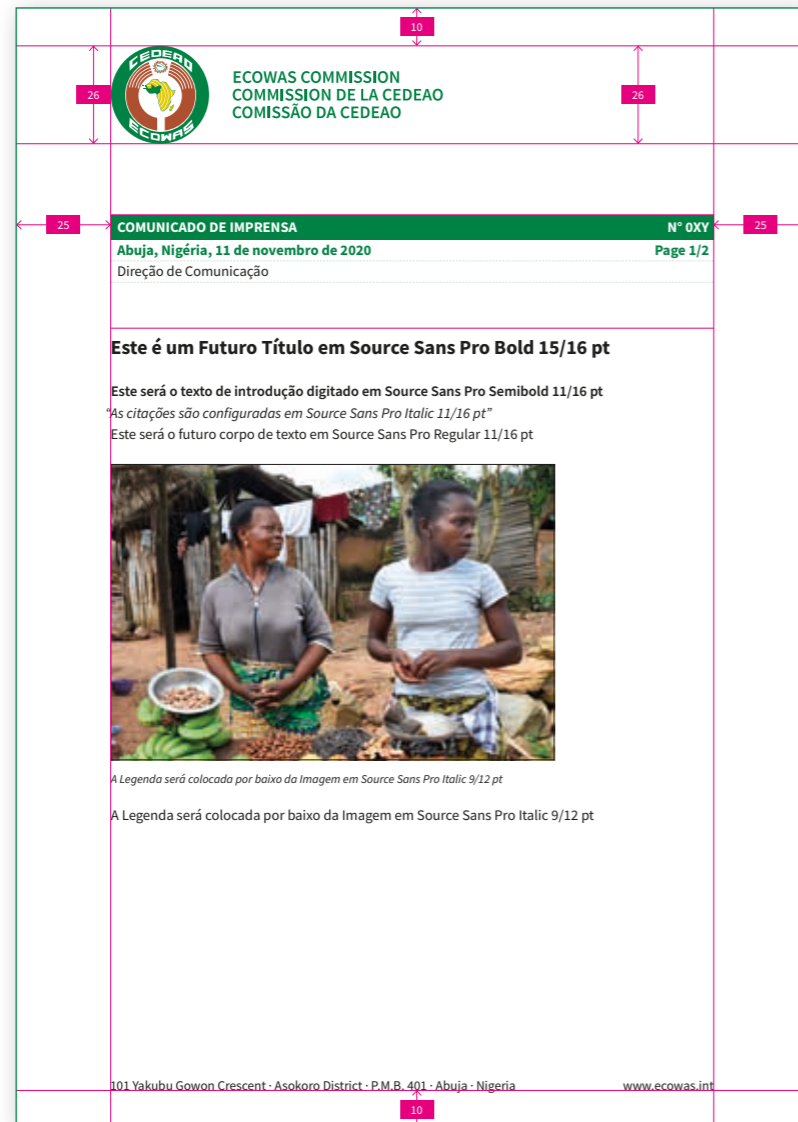 10
CEDEAO
ECOWAS
26
ECOWAS COMMISSION
COMMISSION DE LA CEDEAO
COMISSÃO DA CEDEAO
26
25
COMUNICADO DE IMPRENSA N° 0XY
25
Abuja, Nigéria, 11 de novembro de 2020 Page 1/2
Direção de Comunicação
Este é um Futuro Título em Source Sans Pro Bold 15/16 pt
Este será o texto de introdução digitado em Source Sans Pro Semibold 11/16 pt
“As citações são configuradas em Source Sans Pro Italic 11/16 pt”
Este será o futuro corpo de texto em Source Sans Pro Regular 11/16 pt
A Legenda será colocada por baixo da Imagem em Source Sans Pro Italic 9/12 pt
A Legenda será colocada por baixo da Imagem em Source Sans Pro Italic 9/12 pt
101 Yakubu Gowon Crescent · Asokoro District · P.M.B. 401 · Abuja · Nigeria www.ecowas.int
10